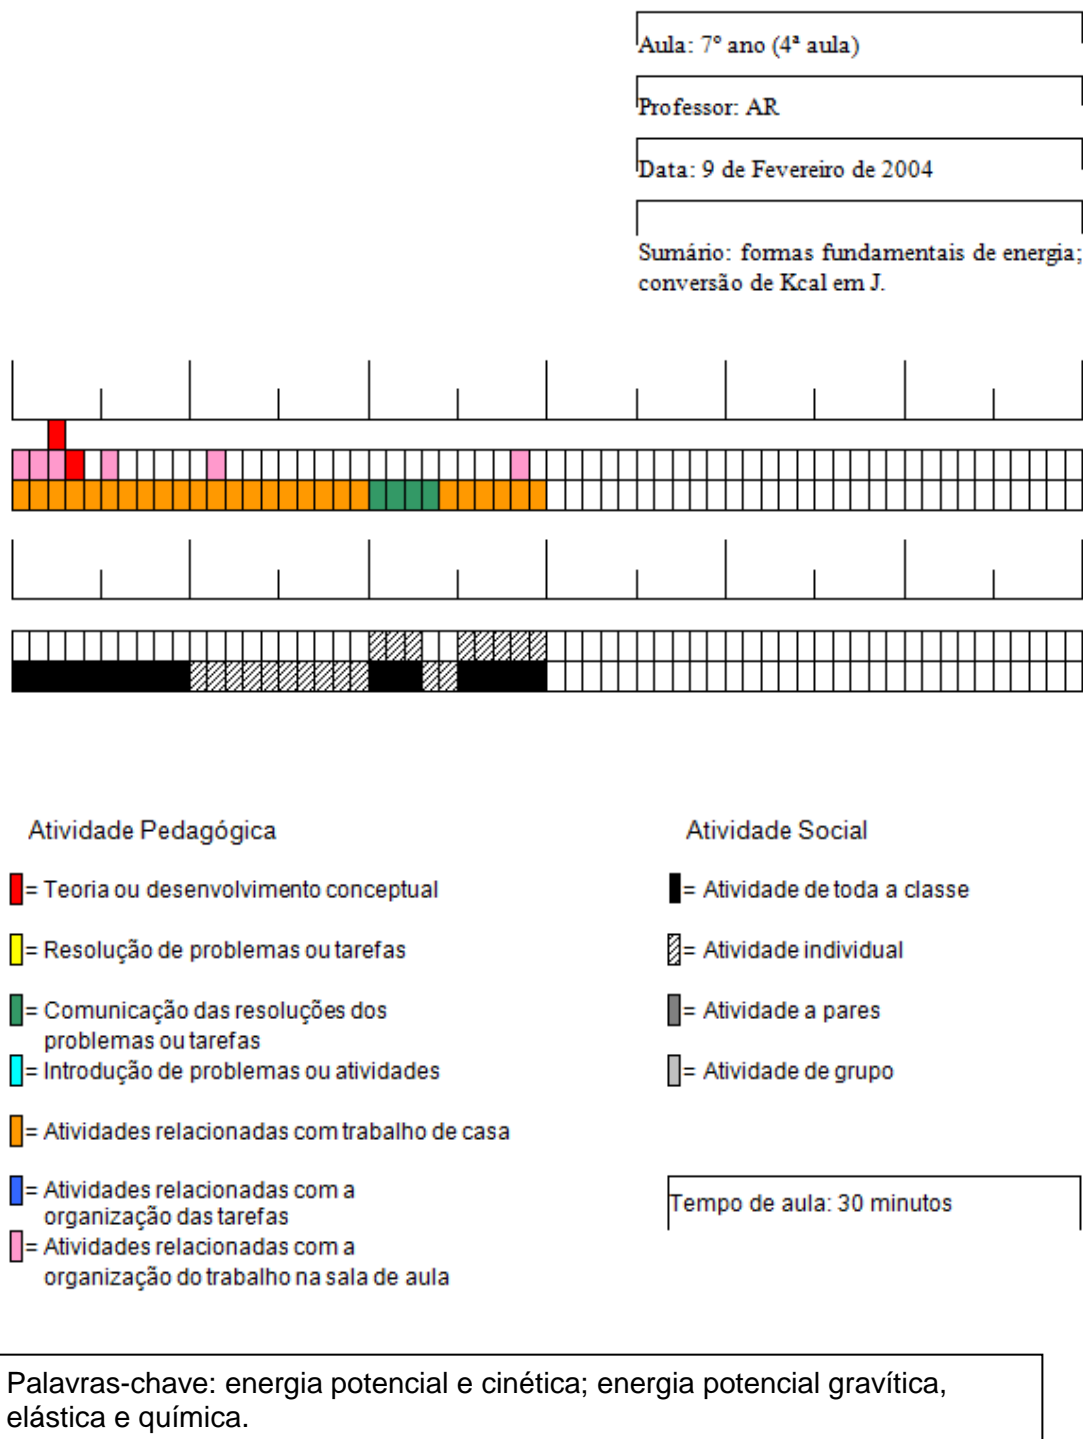 Aula: 7º ano (4ª aula)
Professor: AR
Data: 9 de Fevereiro de 2004
Sumário: formas fundamentais de energia;
conversão de Kcal em J.
Atividade Pedagógica
= Teoria ou desenvolvimento conceptual
= Resolução de problemas ou tarefas
= Comunicação das resoluções dos
problemas ou tarefas
= Introdução de problemas ou atividades
= Atividades relacionadas com trabalho de casa
= Atividades relacionadas com a
organização das tarefas
= Atividades relacionadas com a
organização do trabalho na sala de aula
Atividade Social
= Atividade de toda a classe
= Atividade individual
= Atividade a pares
= Atividade de grupo
Tempo de aula: 30 minutos
Palavras-chave: energia potencial e cinética; energia potencial gravítica,
elástica e química.